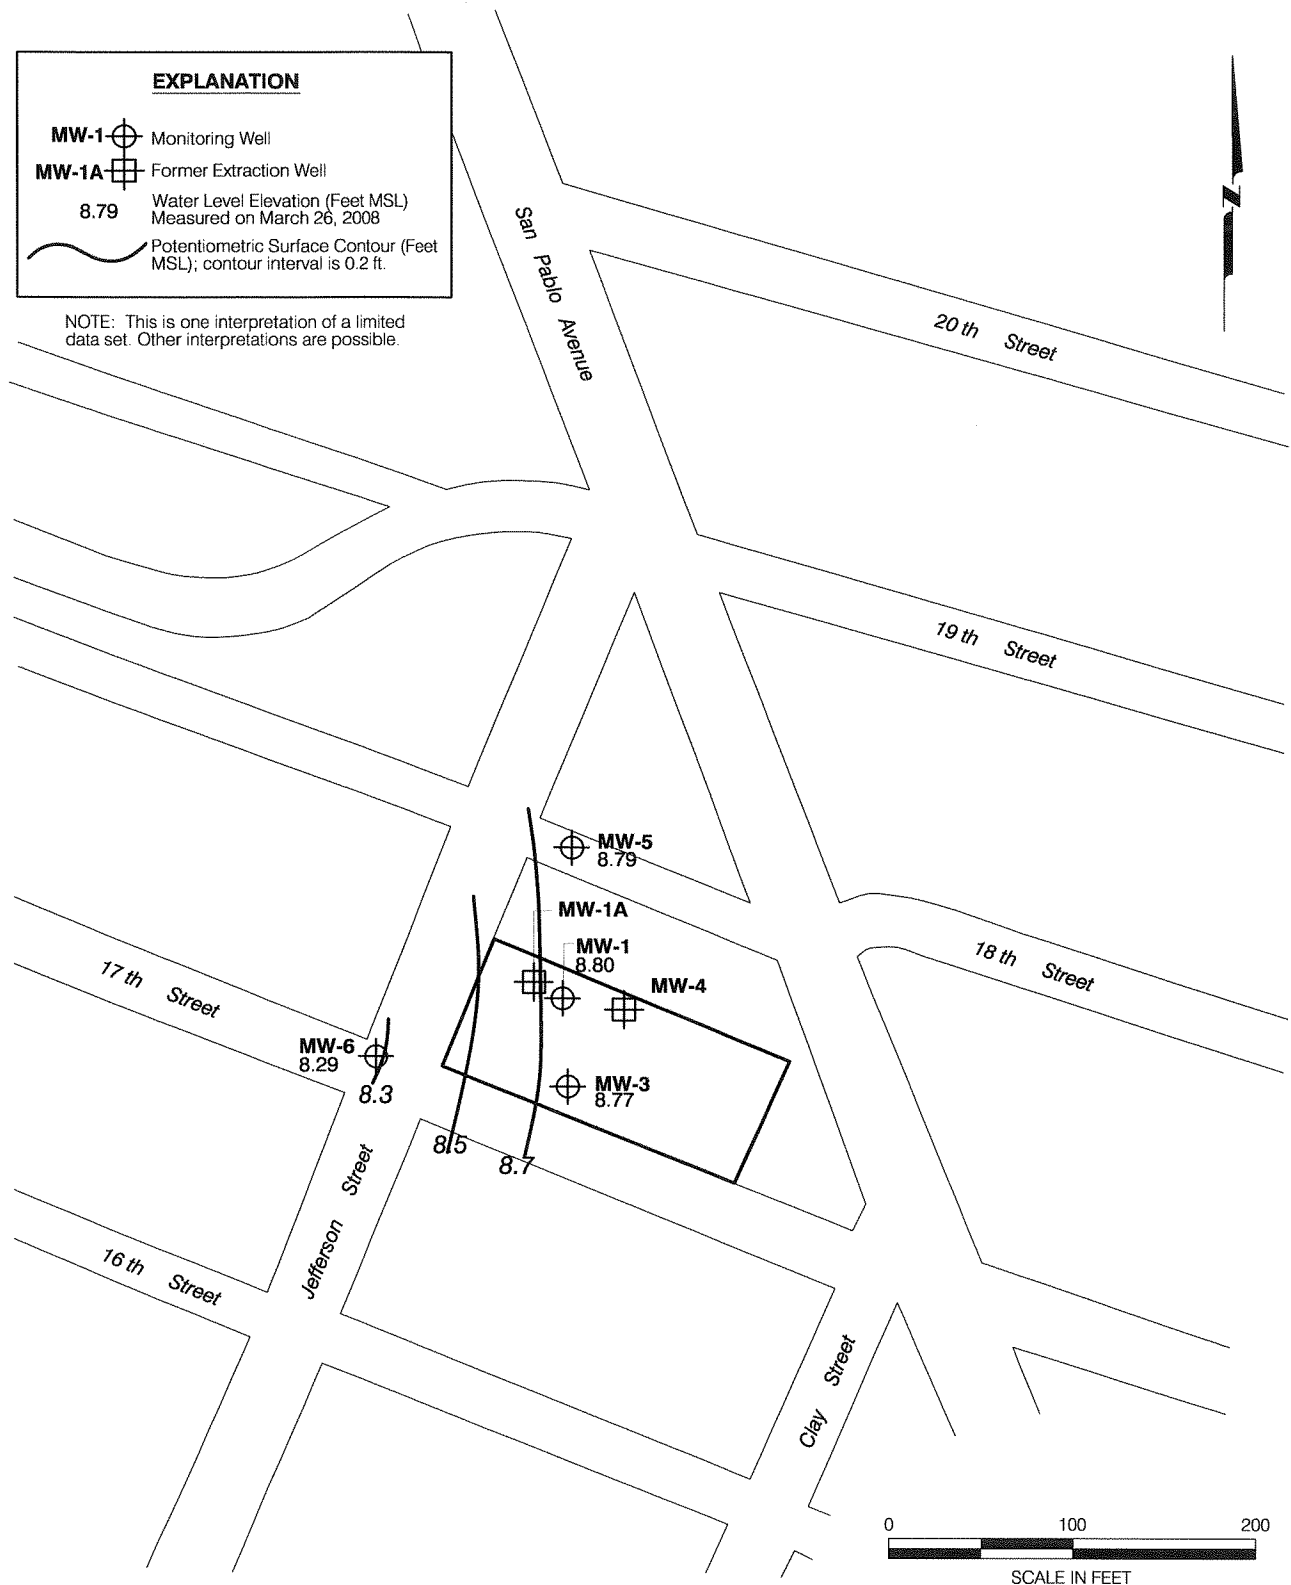 EXPLANATION
MW-1 Monitoring Well
MW-1A Former Extraction Well
8.79 Water Level Elevation (Feet MSL)
Measured on March 26, 2008
Potentiometric Surface Contour (Feet
MSL); contour interval is 0.2 ft.
NOTE: This is one interpretation of a limited
data set. Other interpretations are possible.
N
San Pablo Avenue
20 th Street
19 th Street
MW-5
8.79
MW-1A
MW-1
8.80
MW-4
18 th Street
17 th Street
MW-6
8.29
8.3
MW-3
8.77
8.5
8.7
Jefferson Street
16 th Street
Clay Street
0 100 200
SCALE IN FEET